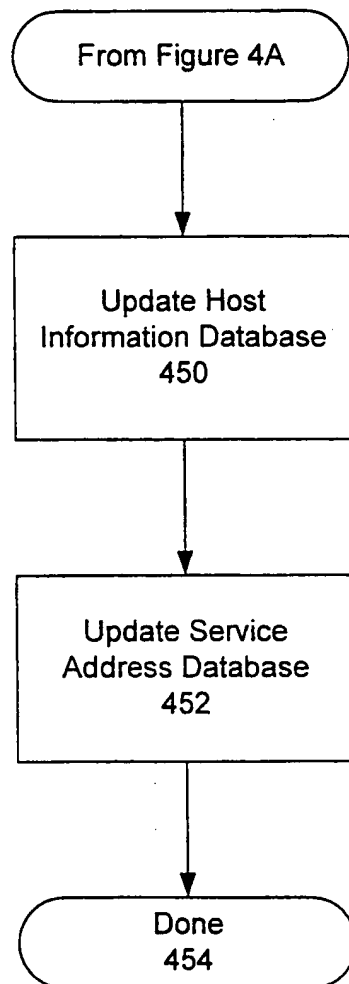 From Figure 4A
Update Host
Information Database
450
Update Service
Address Database
452
Done
454